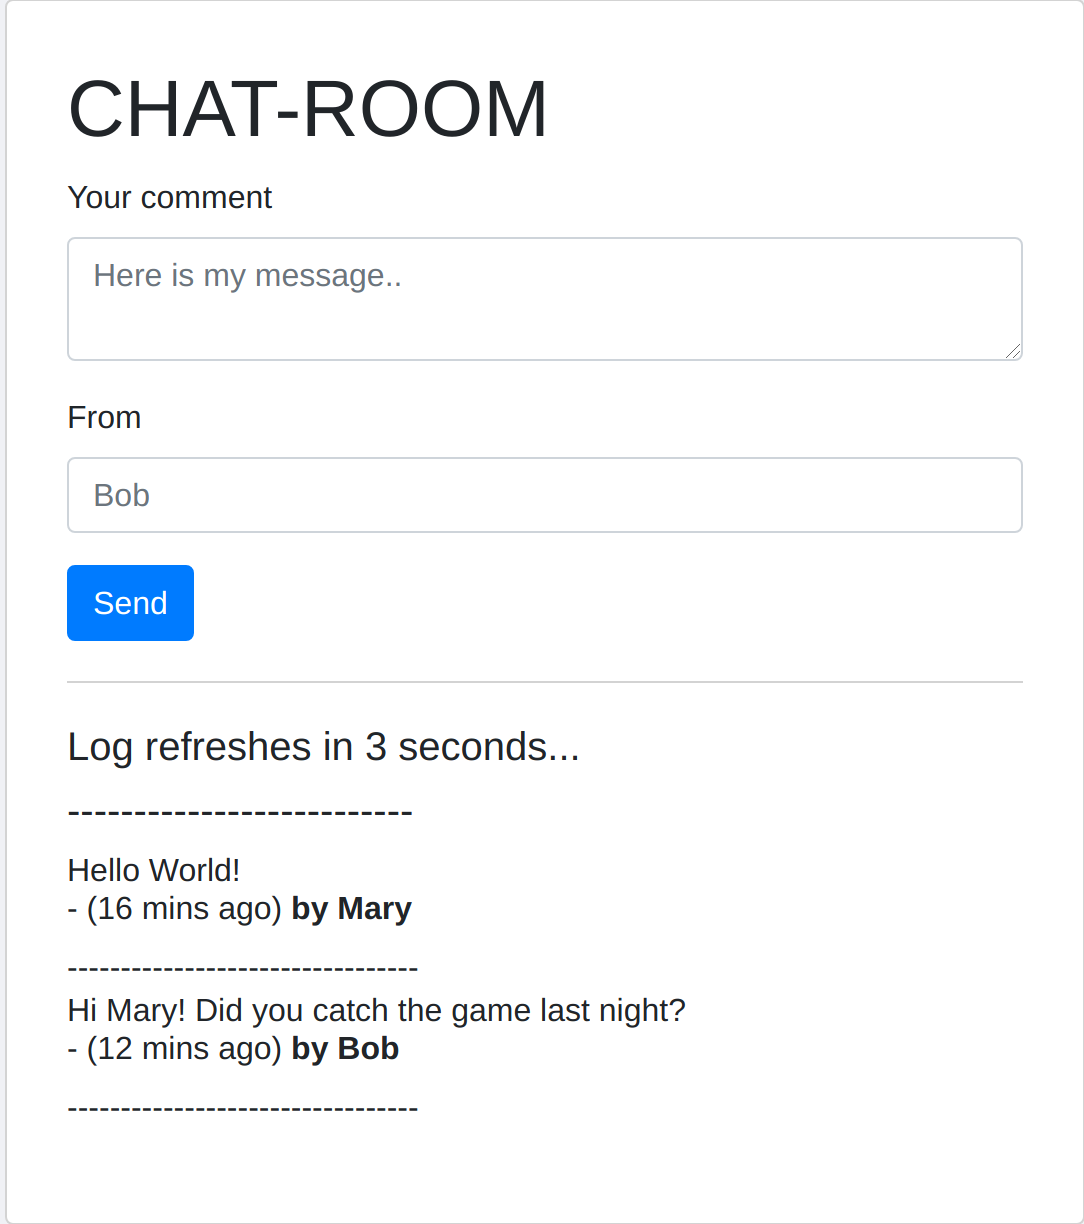 CHAT-ROOM
Your comment
Here is my message..
From
Bob
Send
Log refreshes in 3 seconds...
--------------------------
Hello World!
- (16 mins ago) by Mary
---------------------------------
Hi Mary! Did you catch the game last night?
- (12 mins ago) by Bob
---------------------------------